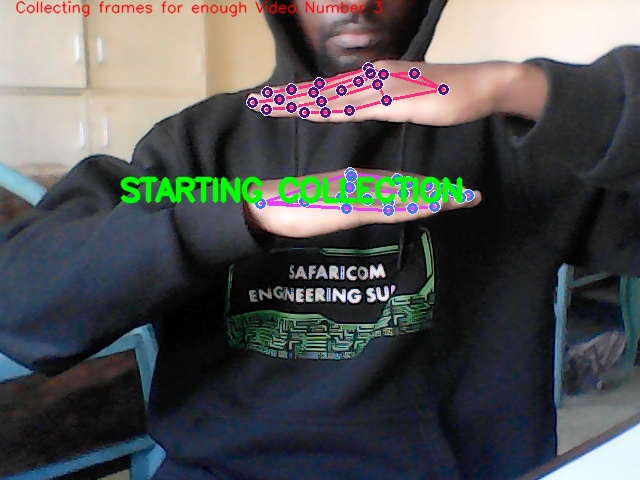 Collecting frames for enough Video Number 3
STARTING COLLECTION
SAFARICOM
ENGINEERING SU